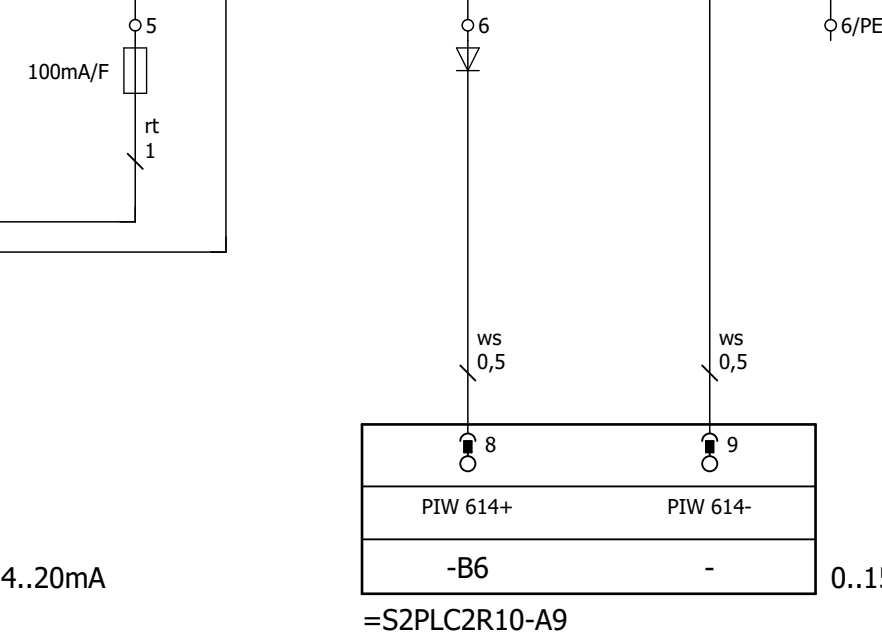 5
6
6/PE
100mA/F
rt
1
ws
0,5
ws
0,5
8
9
PIW 614+
PIW 614-
-B6
-
4..20mA
=S2PLC2R10-A9